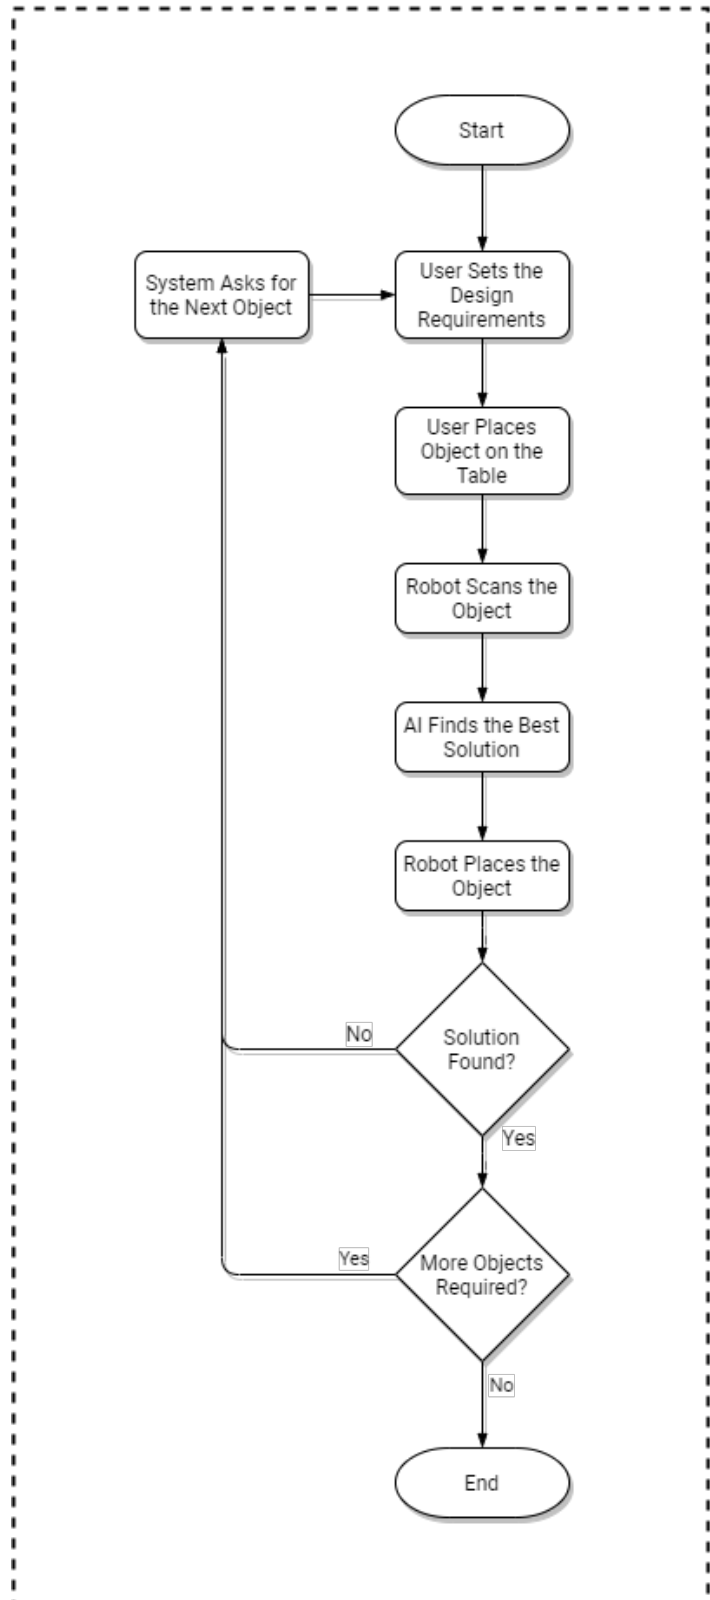 Start
System Asks for
the Next Object
User Sets the
Design
Requirements
User Places
Object on the
Table
Robot Scans the
Object
AI Finds the Best
Solution
Robot Places the
Object
Solution
Found?
No
Yes
More Objects
Required?
Yes
No
End